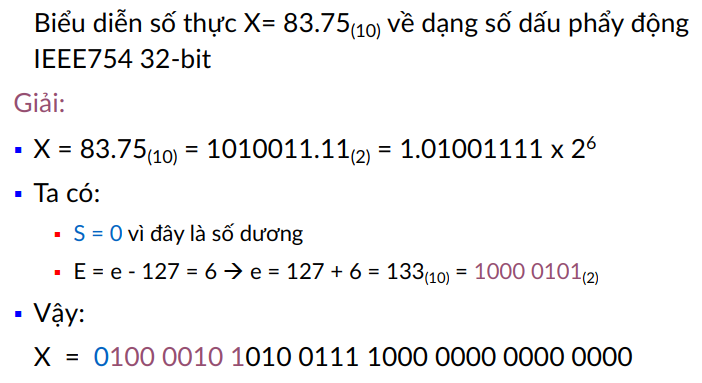 Biểu diễn số thực X= 83.75(10) về dạng số dấu phẩy động
IEEE754 32-bit
Giải:
▪ X = 83.75(10) = 1010011.11(2) = 1.01001111 x 2⁶
▪ Ta có:
▪ S = 0 vì đây là số dương
▪ E = e - 127 = 6 → e = 127 + 6 = 133(10) = 1000 0101(2)
▪ Vậy:
X = 0100 0010 1010 0111 1000 0000 0000 0000